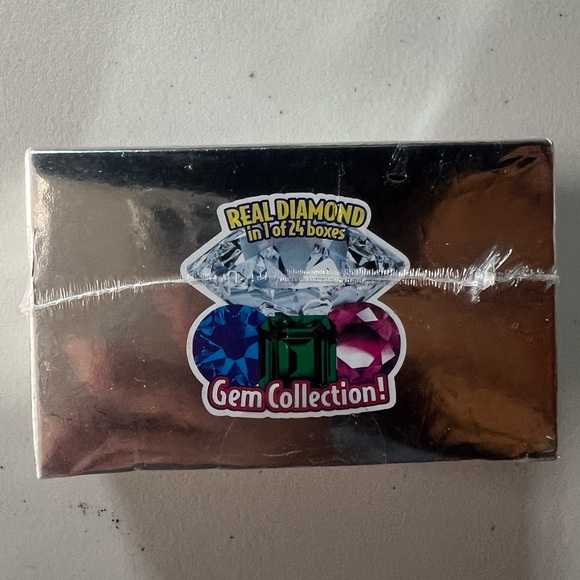 REAL DIAMOND
in 1 of 24 boxes
Gem Collection!